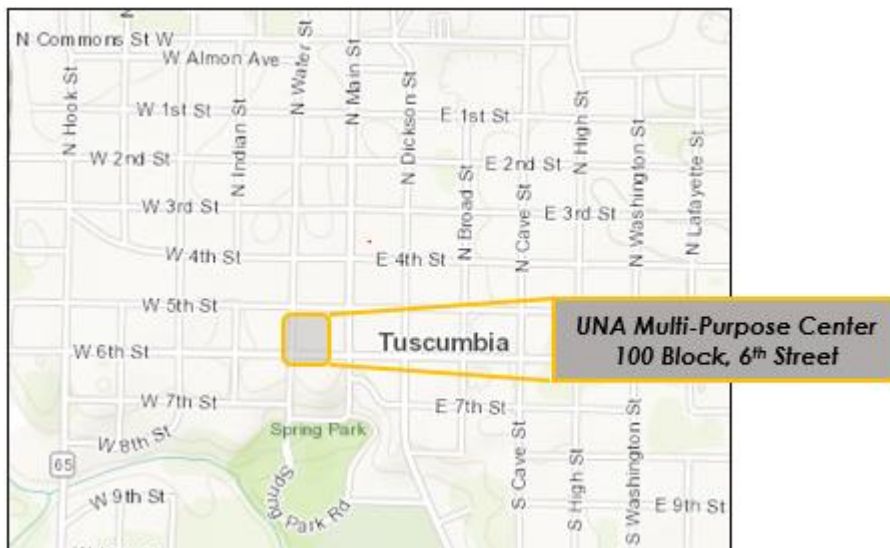 N Commons St W
W Almon Ave
N Hook St
N Indian St
N Water St
N Main St
N Dickson St
N Broad St
N Cave St
N High St
N Washington St
N Lafayette St
W 1st St
E 1st St
W 2nd St
E 2nd St
W 3rd St
E 3rd St
W 4th St
E 4th St
W 5th St
W 6th St
Tuscumbia
UNA Multi-Purpose Center
100 Block, 6th Street
W 7th St
E 7th St
W 8th St
Spring Park
65
W 9th St
Spring Park Rd
S Cave St
S High St
S Washington St
E 9th St